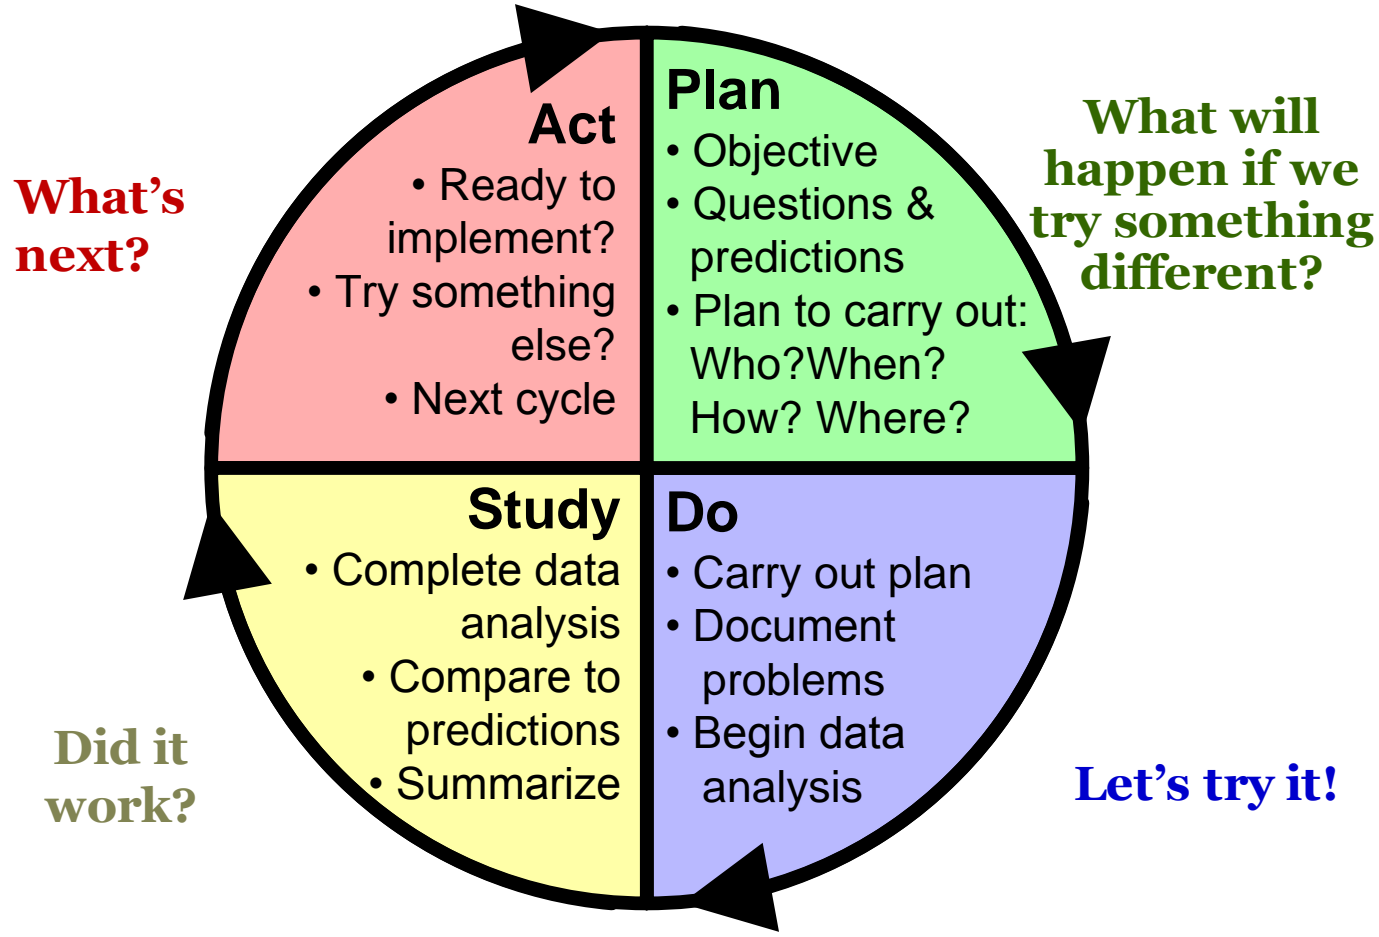 Plan
• Objective
• Questions &
predictions
• Plan to carry out:
Who?When?
How? Where?
What will
happen if we
try something
different?
Do
• Carry out plan
• Document
problems
• Begin data
analysis
Let’s try it!
Study
• Complete data
analysis
• Compare to
predictions
• Summarize
Did it
work?
Act
• Ready to
implement?
• Try something
else?
• Next cycle
What’s
next?